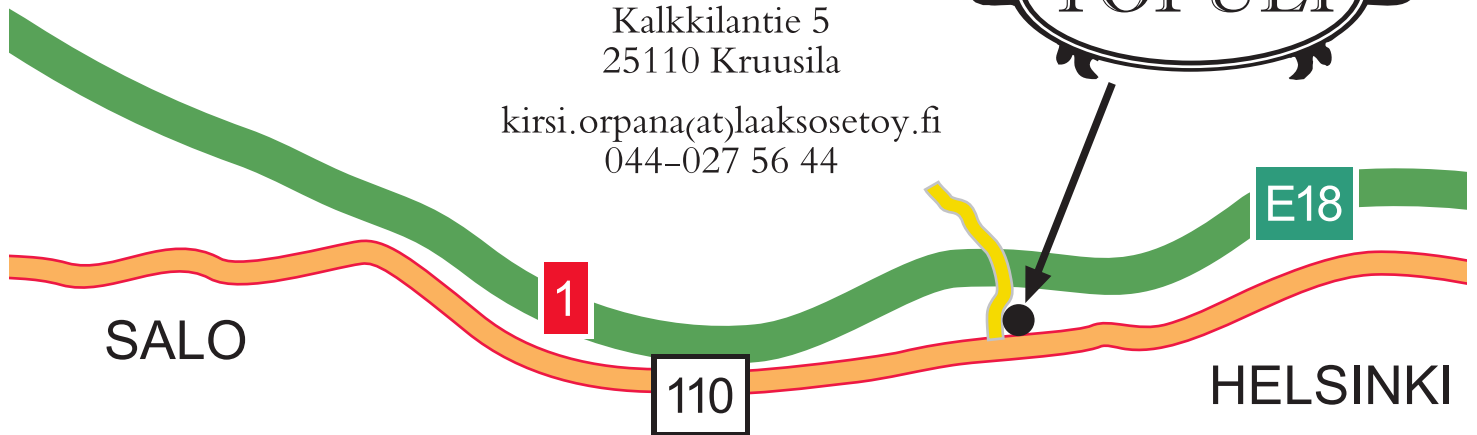 Kalkkilantie 5
25110 Kruusila
kirsi.orpana(at)laaksosetoy.fi
044-027 56 44
E18
1
SALO
110
HELSINKI